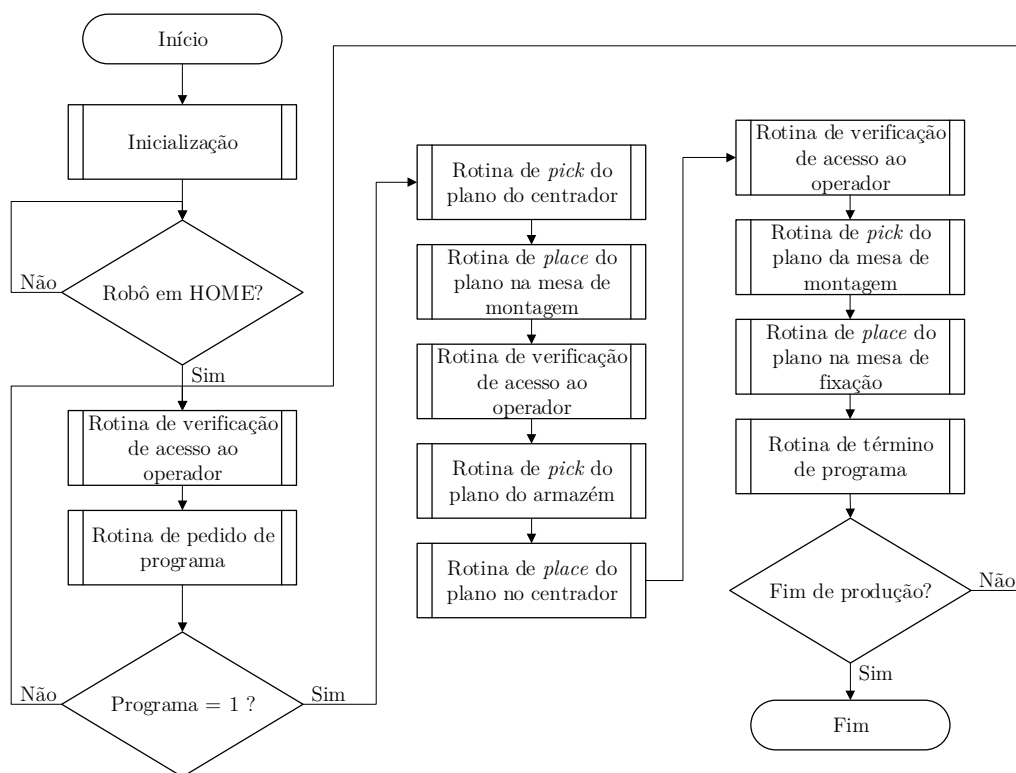 Início
Inicialização
Não
Robô em HOME?
Sim
Rotina de verificação
de acesso ao
operador
Rotina de pedido de
programa
Não
Programa = 1 ?
Sim
Rotina de pick do
plano do centrador
Rotina de place do
plano na mesa de
montagem
Rotina de verificação
de acesso ao
operador
Rotina de pick do
plano do armazém
Rotina de place do
plano no centrador
Rotina de verificação
de acesso ao
operador
Rotina de pick do
plano da mesa de
montagem
Rotina de place do
plano na mesa de
fixação
Rotina de término
de programa
Fim de produção?
Não
Sim
Fim